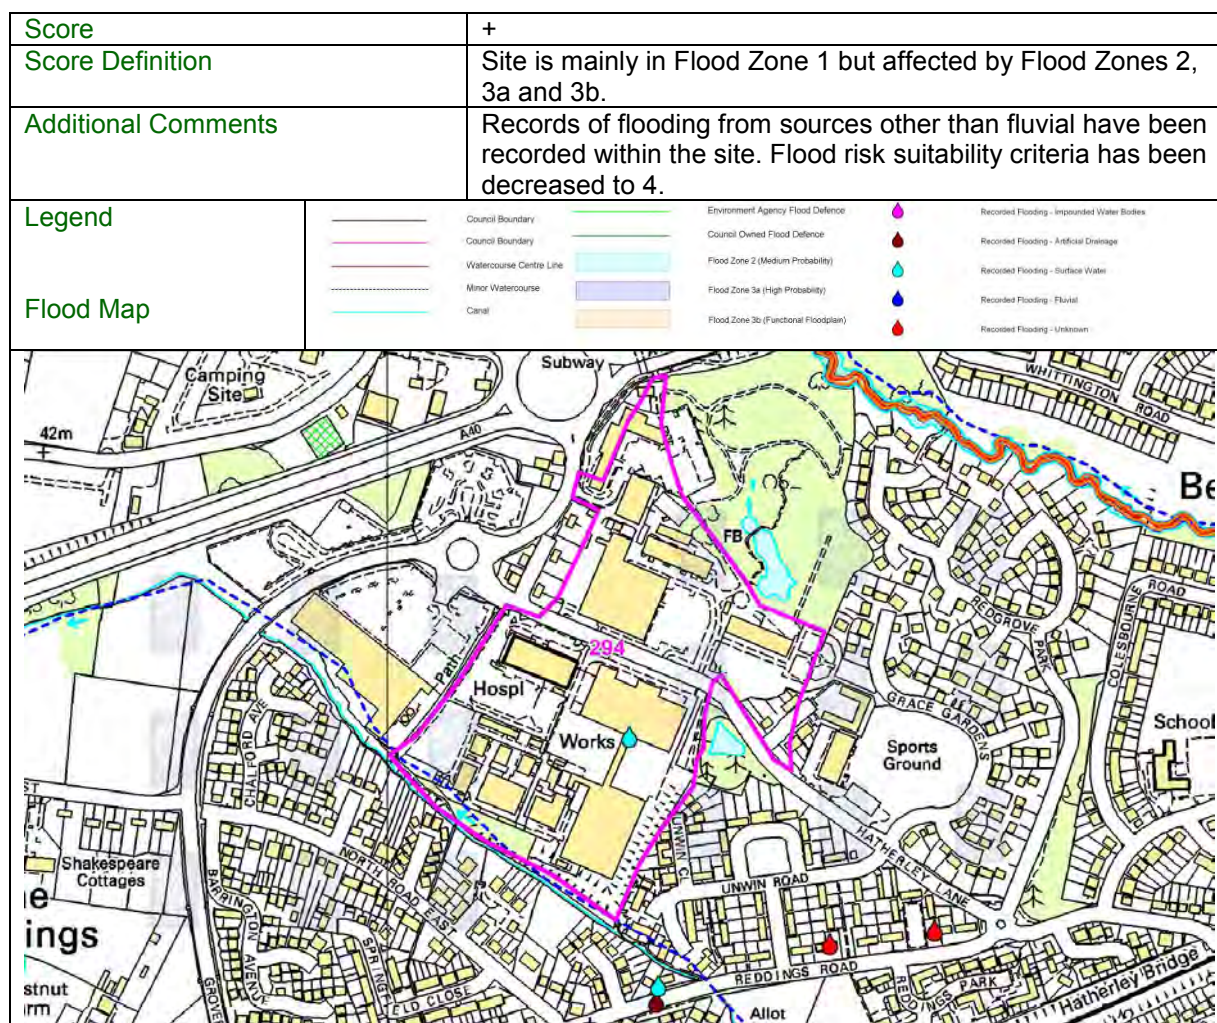 Score
+
Score Definition
Site is mainly in Flood Zone 1 but affected by Flood Zones 2,
3a and 3b.
Additional Comments
Records of flooding from sources other than fluvial have been
recorded within the site. Flood risk suitability criteria has been
decreased to 4.
Legend
Flood Map
Council Boundary
Council Boundary
Watercourse Centre Line
Minor Watercourse
Canal
Environment Agency Flood Defence
Council Owned Flood Defence
Flood Zone 2 (Medium Probability)
Flood Zone 3a (High Probability)
Flood Zone 3b (Functional Floodplain)
Recorded Flooding - Impounded Water Bodies
Recorded Flooding - Artificial Drainage
Recorded Flooding - Surface Water
Recorded Flooding - Fluvial
Recorded Flooding - Unknown
Subway
Camping
Site
WHITTINGTON ROAD
42m
A40
Be
FB
COLESBOURNE ROAD
REDGROVE PARK
294
Path
Hospl
GRACE GARDENS
School
Works
Sports
Ground
CHALFORD AVE
HATHERLEY LANE
UNWIN CL
NORTH ROAD EAST
Shakespeare
Cottages
UNWIN ROAD
BARRINGTON AVENUE
e
ings
SPRINGFIELD CLOSE
REDDINGS ROAD
REDDINGS PARK
Hatherley Bridge
GROVE
stnut
rm
Allot